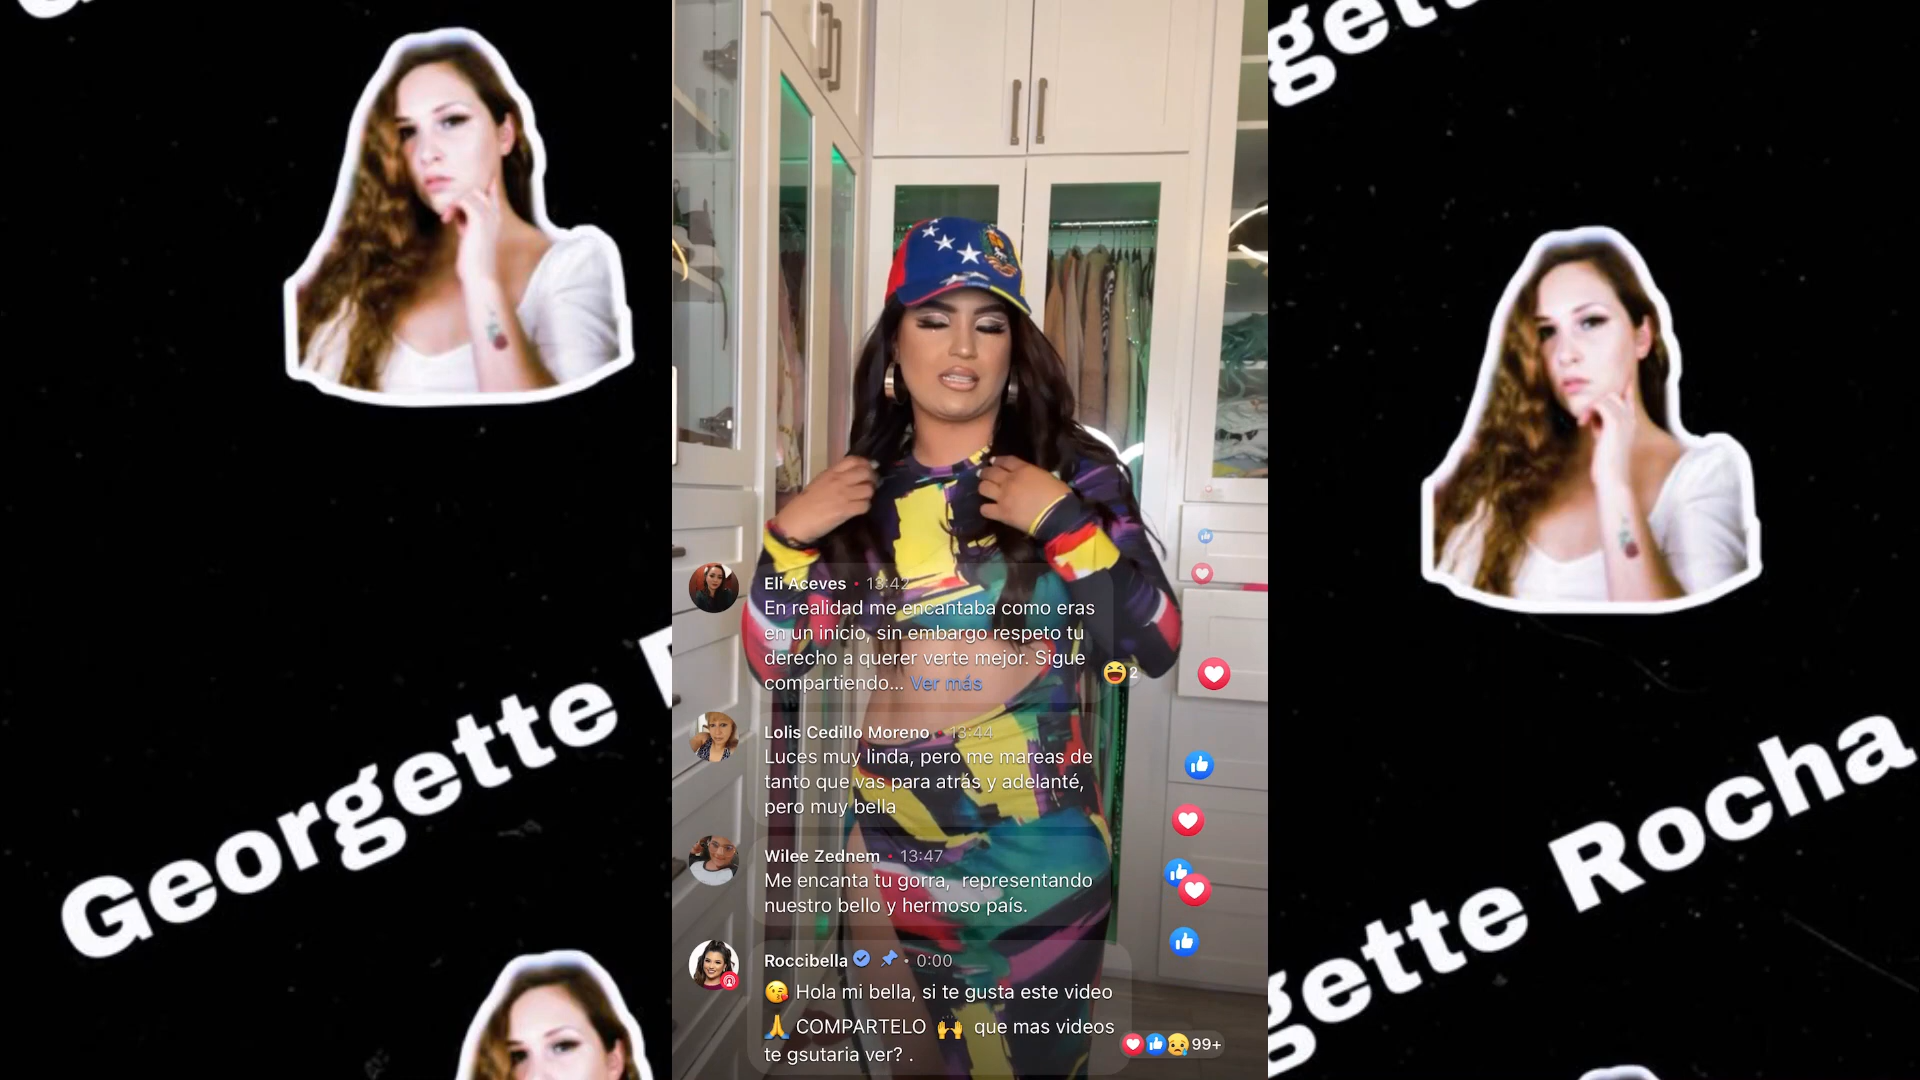 Georgette Rocha
Eli Aceves • 13:42
En realidad me encantaba como eras
en un inicio, sin embargo respeto tu
derecho a querer verte mejor. Sigue
compartiendo... Ver más
2
Lolis Cedillo Moreno • 13:44
Luces muy linda, pero me mareas de
tanto que vas para atrás y adelanté,
pero muy bella
Wilee Zednem • 13:47
Me encanta tu gorra, representando
nuestro bello y hermoso país.
Roccibella • 0:00
😘 Hola mi bella, si te gusta este video
🙏 COMPARTELO 🙌 que mas videos
te gsutaria ver? .
99+
gette
Rocha
gette Rocha